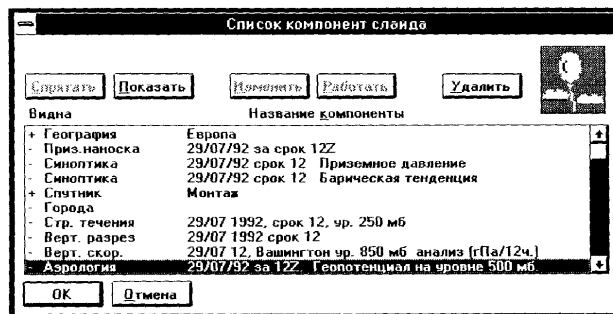 Список компонент слайда
Спрятать Показать Изменить Работать Удалить
Видна Название компоненты
+ География Европа
- Приз.наноска 29/07/92 за срок 12Z
- Синоптика 29/07/92 срок 12 Приземное давление
- Синоптика 29/07/92 срок 12 Барическая тенденция
+ Спутник Монтаж
- Города
- Стр. течения 29/07 1992, срок 12, ур. 250 мб
- Верт. разрез 29/07 1992 срок 12
- Верт. скор. 29/07 12, Вашингтон ур. 850 мб анализ (гПа/12ч.)
- Аэрология 29/07/92 за 12Z Геопотенциал на уровне 500 мб.
OK Отмена